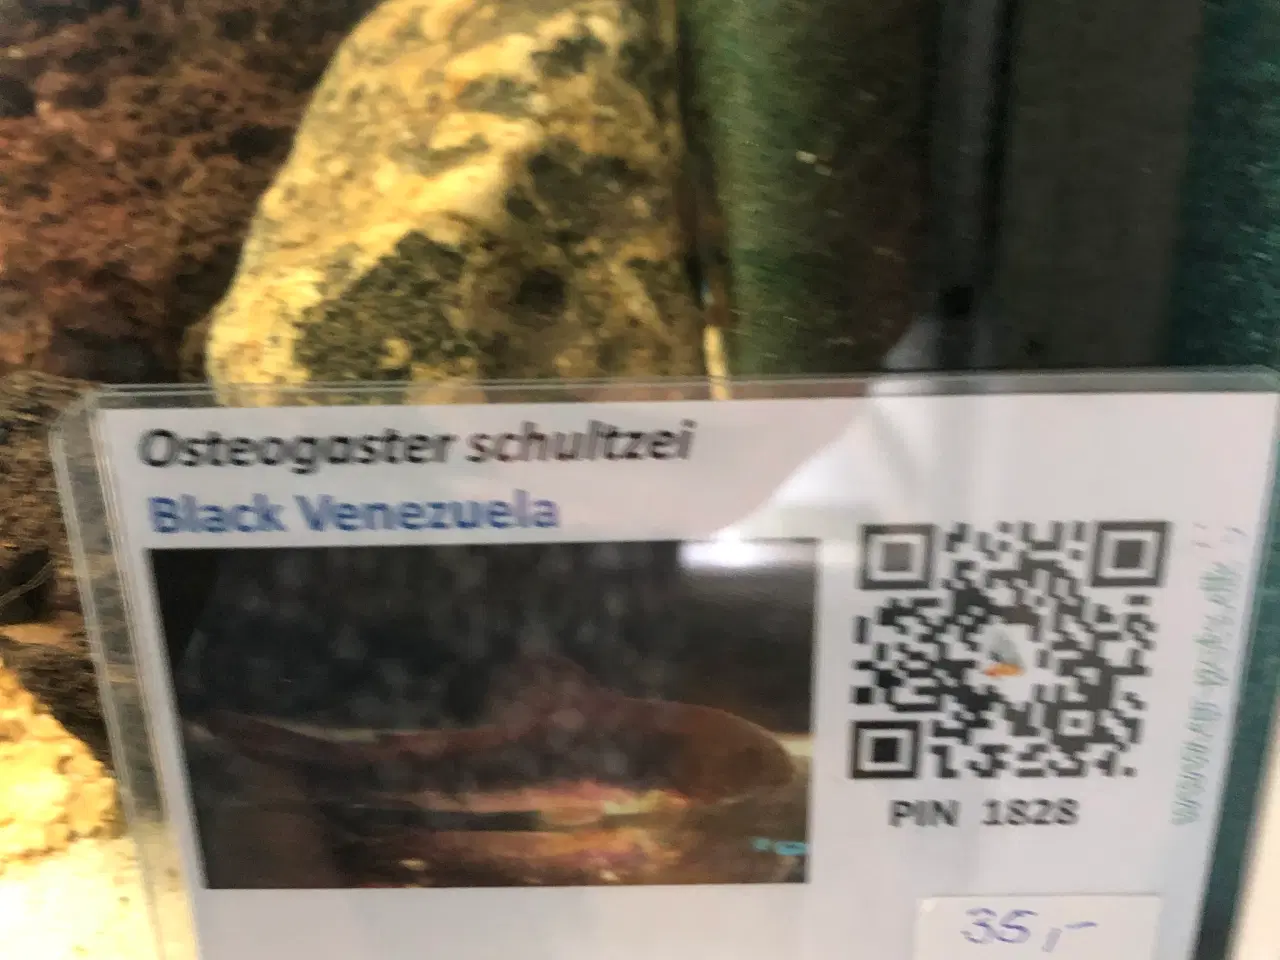 Osteogaster schultzei
Black Venezuela
PIN 1828
35,-